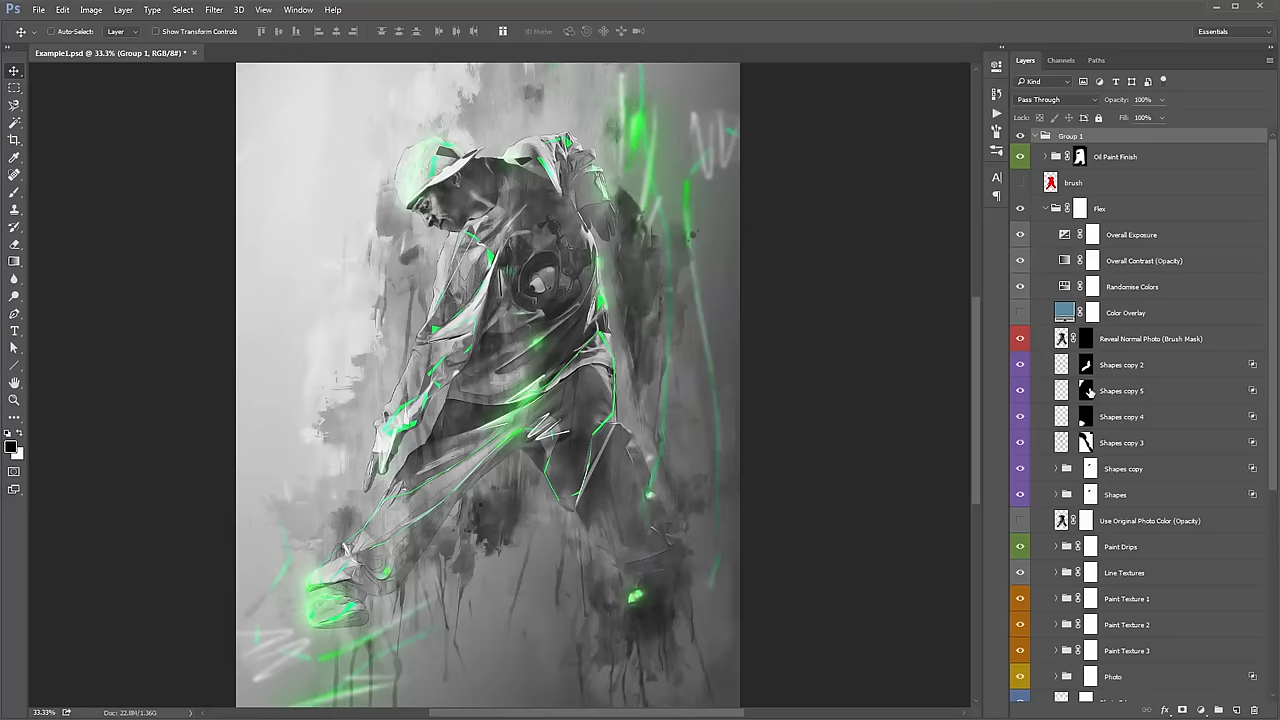 Ps File Edit Image Layer Type Select Filter 3D View Window Help
Auto-Select: Layer Show Transform Controls 3D Mode: Essentials
Example1.psd @ 33.3% (Group 1, RGB/8#) * ×
Layers Channels Paths
Kind
Pass Through Opacity: 100%
Lock: Fill: 100%
Group 1
Oil Paint Finish
brush
Flex
Overall Exposure
Overall Contrast (Opacity)
Randomise Colors
Color Overlay
Reveal Normal Photo (Brush Mask)
Shapes copy 2
Shapes copy 5
Shapes copy 4
Shapes copy 3
Shapes copy
Shapes
Use Original Photo Color (Opacity)
Paint Drips
Line Textures
Paint Texture 1
Paint Texture 2
Paint Texture 3
Photo
33.33% Doc: 22.8M/1.36G